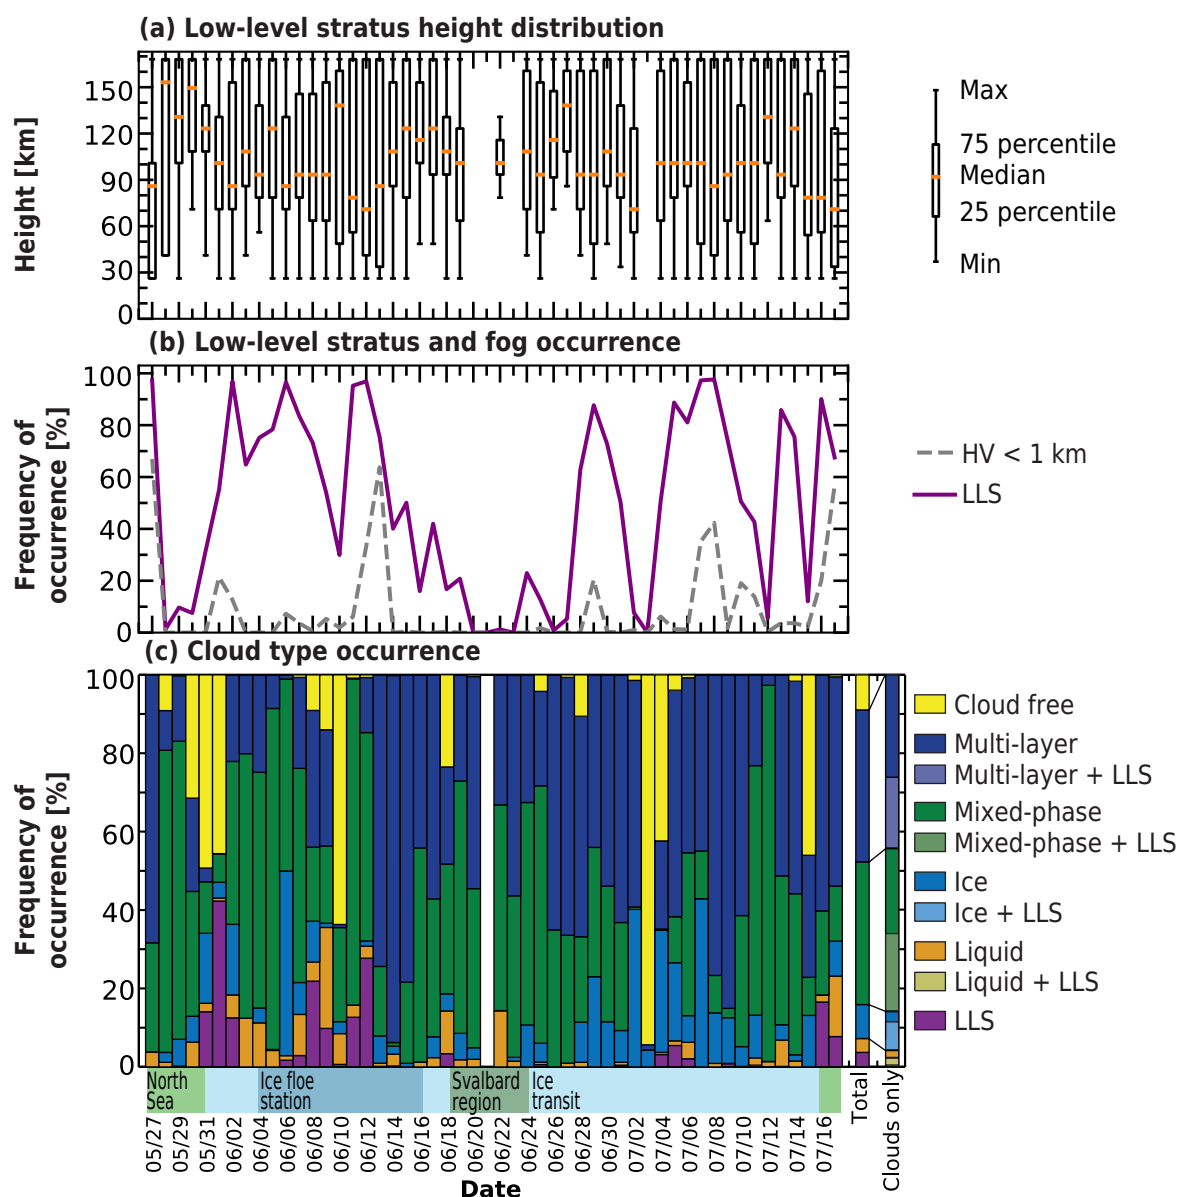 (a) Low-level stratus height distribution
Height [km]
150
120
90
60
30
0
Max
75 percentile
Median
25 percentile
Min
(b) Low-level stratus and fog occurrence
Frequency of
occurrence [%]
100
80
60
40
20
0
HV < 1 km
LLS
(c) Cloud type occurrence
Frequency of
occurrence [%]
100
80
60
40
20
0
Cloud free
Multi-layer
Multi-layer + LLS
Mixed-phase
Mixed-phase + LLS
Ice
Ice + LLS
Liquid
Liquid + LLS
LLS
North
Sea
Ice floe
station
Svalbard
region
Ice
transit
05/27
05/29
05/31
06/02
06/04
06/06
06/08
06/10
06/12
06/14
06/16
06/18
06/20
06/22
06/24
06/26
06/28
06/30
07/02
07/04
07/06
07/08
07/10
07/12
07/14
07/16
Total
Clouds only
Date